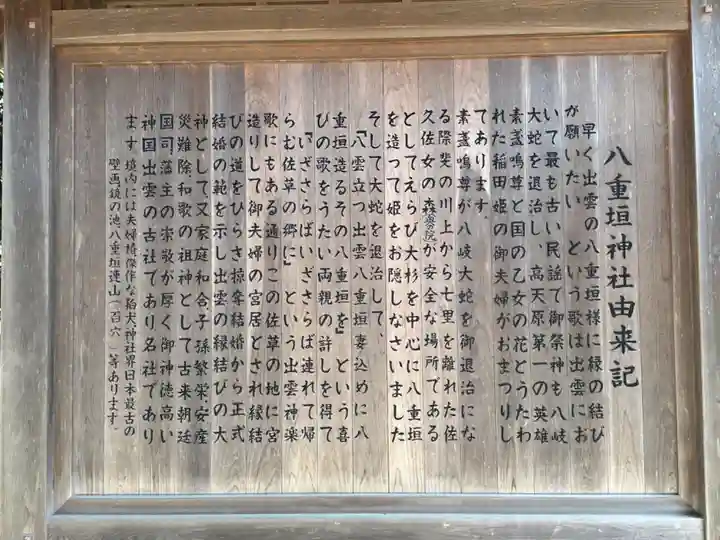 八重垣神社由来記
早く出雲の八重垣様に縁の結び
が願いたい という歌は出雲にお
いて最も古い民謡で御祭神も八岐
大蛇を退治し、高天原第一の英雄
素盞嗚尊と国の乙女の花とうたわ
れた稲田姫の御夫婦がおまつりし
てあります。
素盞嗚尊が八岐大蛇を御退治にな
る際斐の川上から七里を離れた佐
久佐女の森(奥の院)が安全な場所である
としてえらび大杉を中心に八重垣
を造って姫をお隠しなさいました
そして大蛇を退治して、
「八雲立つ出雲八重垣妻込めに八
重垣造るその八重垣を」という喜
びの歌をうたい両親の許しを得て
「いざさらばいざさらば連れて帰
らむ佐草の郷に」という出雲神楽
歌にもある通りこの佐草の地に宮
造りして御夫婦の宮居とされ縁結
びの道をひらき掠奪結婚から正式
結婚の範を示し出雲の縁結びの大
神として、又家庭和合子孫繁栄安産
災難除和歌の祖神として古来朝廷
国司藩主の崇敬が厚く御神徳高い
神国出雲の古社であり名社であり
ます 境内には夫婦椿傑作な狛犬神社界日本最古の
壁画鏡の池、八重垣連山(百穴)等あります。